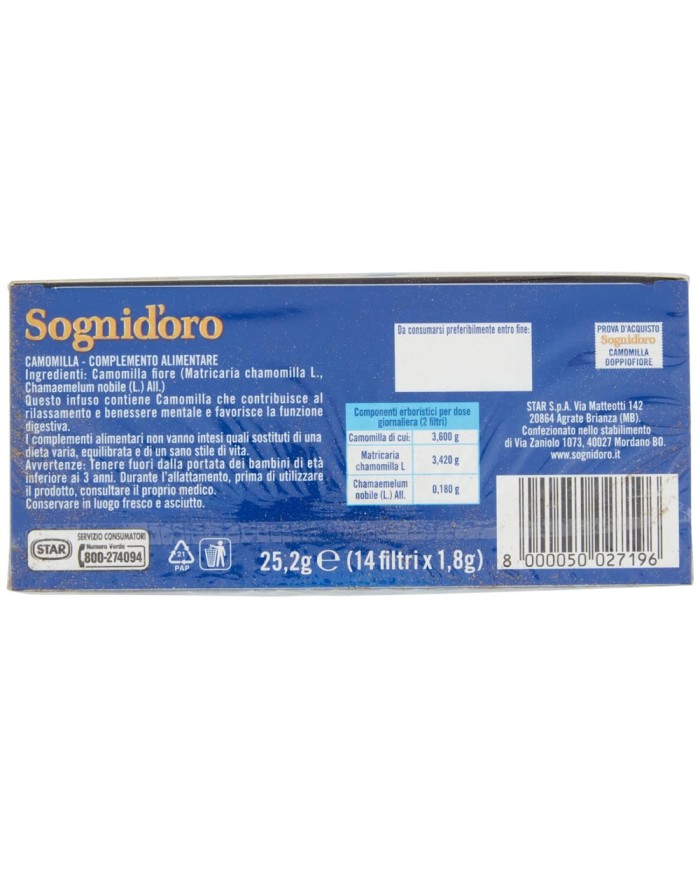 Sognid'oro
CAMOMILLA - COMPLEMENTO ALIMENTARE
Ingredienti: Camomilla fiore (Matricaria chamomilla L.,
Chamaemelum nobile (L.) All.)
Questo infuso contiene Camomilla che contribuisce al
rilassamento e benessere mentale e favorisce la funzione
digestiva.
I complementi alimentari non vanno intesi quali sostituti di una
dieta varia, equilibrata e di un sano stile di vita.
Avvertenze: Tenere fuori dalla portata dei bambini di età
inferiore ai 3 anni. Durante l'allattamento, prima di utilizzare
il prodotto, consultare il proprio medico.
Conservare in luogo fresco e asciutto.
STAR
SERVIZIO CONSUMATORI
Numero Verde
800-274094
21
PAP
25,2g e (14 filtri x 1,8g)
Da consumarsi preferibilmente entro fine:
Componenti erboristici per dose
giornaliera (2 filtri)
Camomilla di cui: 3,600 g
Matricaria
chamomilla L 3,420 g
Chamaemelum
nobile (L.) All. 0,180 g
PROVA D'ACQUISTO
Sognid'oro
CAMOMILLA
DOPPIOFIORE
STAR S.p.A. Via Matteotti 142
20864 Agrate Brianza (MB).
Confezionato nello stabilimento
di Via Zaniolo 1073, 40027 Mordano BO.
www.sognidoro.it
8 000050 027196